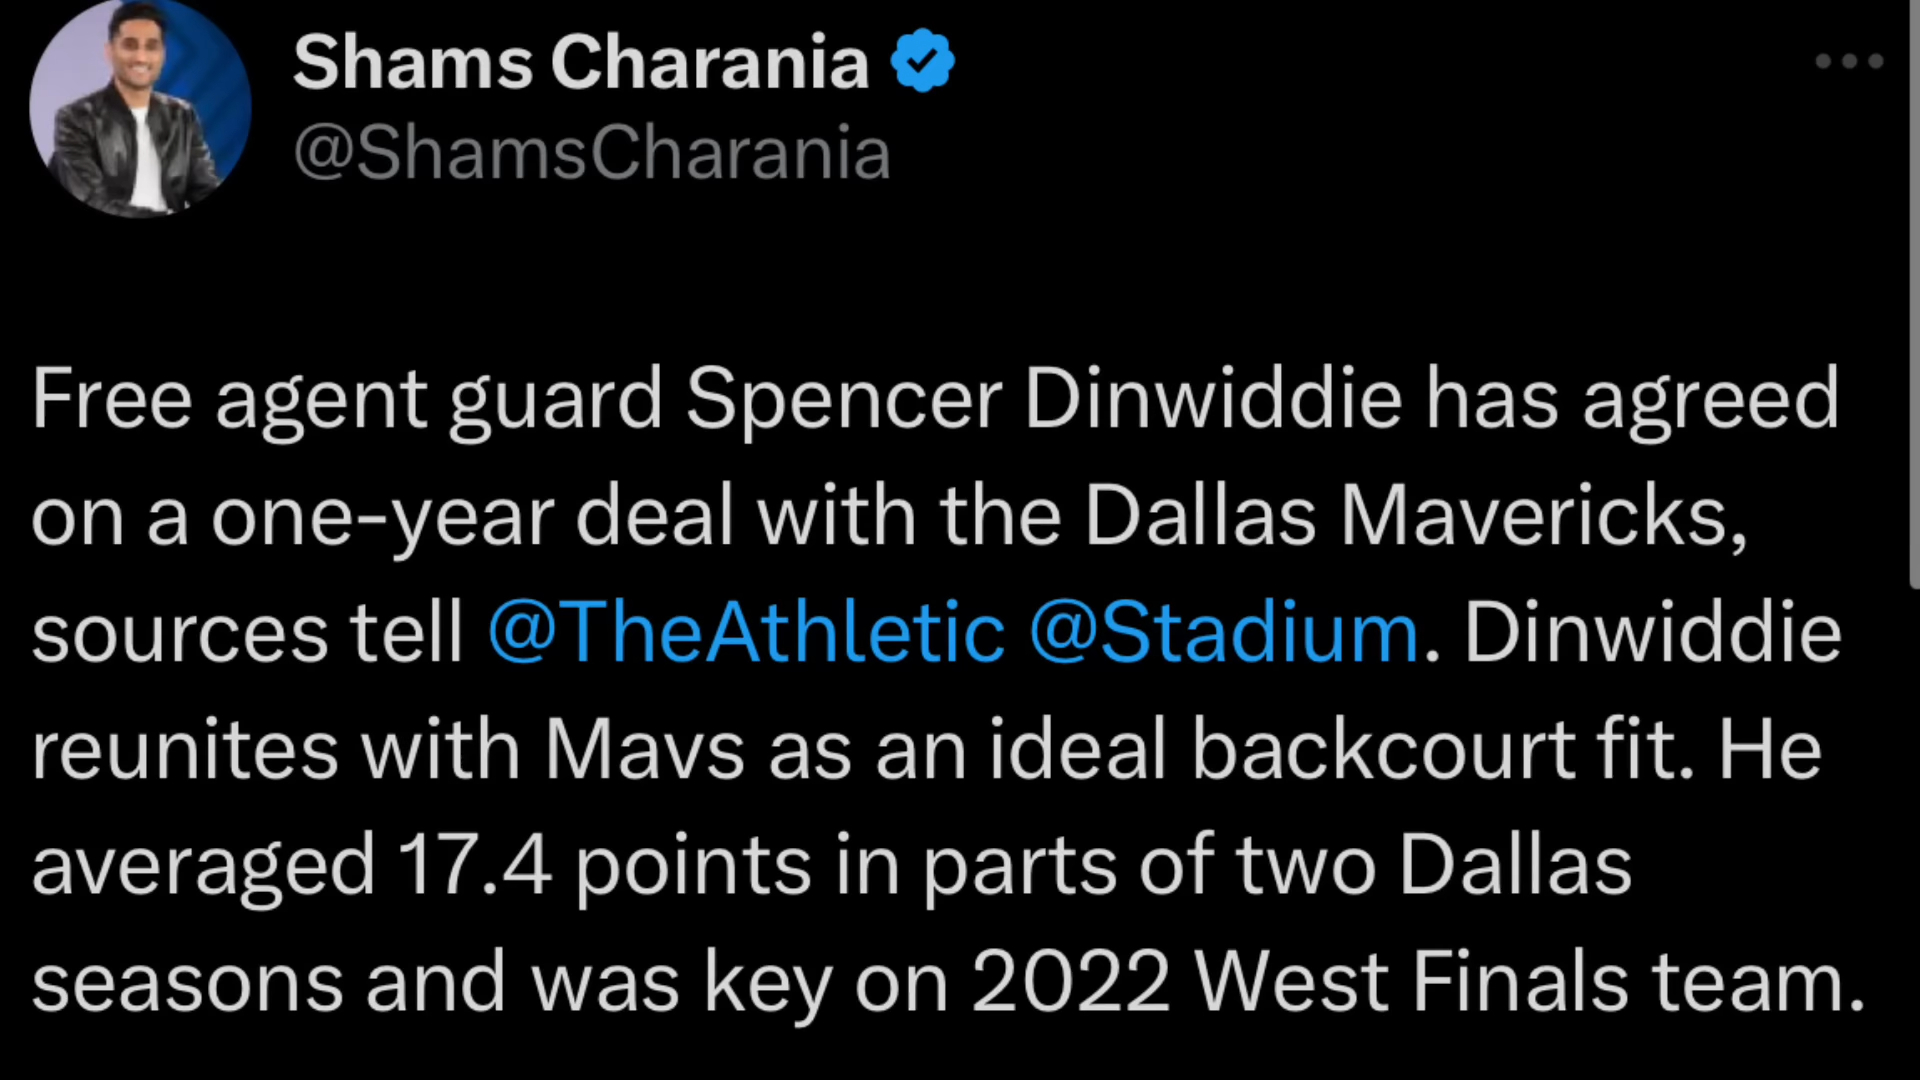 Shams Charania
@ShamsCharania
Free agent guard Spencer Dinwiddie has agreed
on a one-year deal with the Dallas Mavericks,
sources tell @TheAthletic @Stadium. Dinwiddie
reunites with Mavs as an ideal backcourt fit. He
averaged 17.4 points in parts of two Dallas
seasons and was key on 2022 West Finals team.